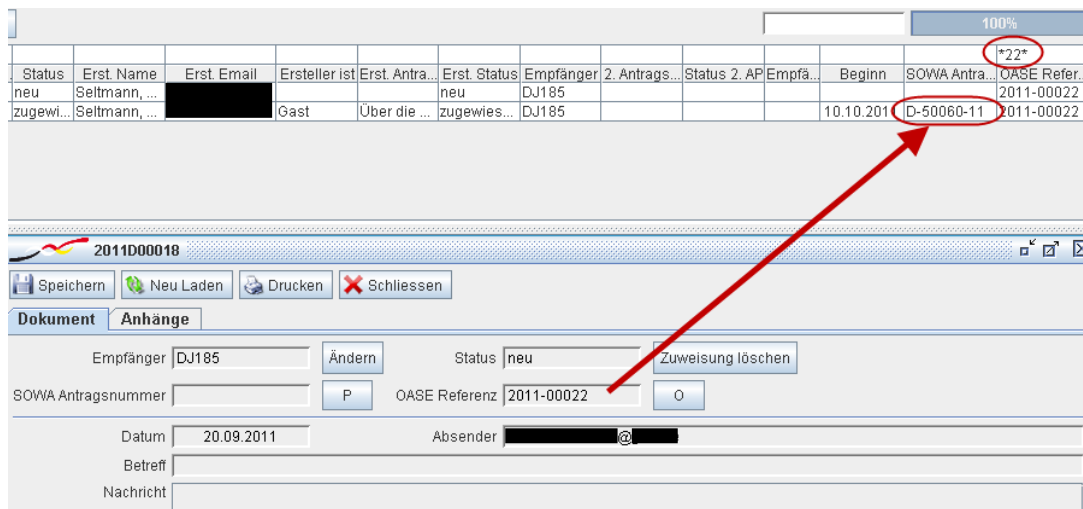 100%
*22*
Status Erst. Name Erst. Email Ersteller ist Erst. Antra... Erst. Status Empfänger 2. Antrags... Status 2. AP Empfä... Beginn SOWA Antra... OASE Refer...
neu Seltmann, ... neu DJ185 2011-00022
zugewi... Seltmann, ... Gast Über die ... zugewies... DJ185 10.10.2011 D-50060-11 2011-00022
2011D00018
Speichern Neu Laden Drucken Schliessen
Dokument Anhänge
Empfänger DJ185 Ändern Status neu Zuweisung löschen
SOWA Antragsnummer P OASE Referenz 2011-00022 O
Datum 20.09.2011 Absender @
Betreff
Nachricht